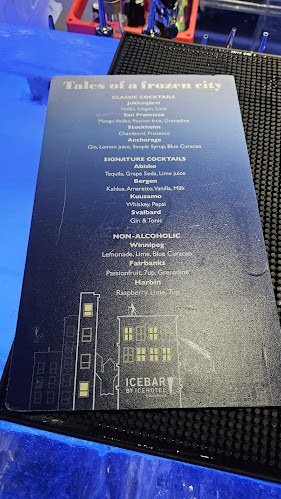 Tales of a frozen city
CLASSIC COCKTAILS
Jukkasjärvi
Vodka, Lingon, Lime
San Francisco
Mango Vodka, Passion fruit, Grenadine
Stockholm
Chambord, Prosecco
Anchorage
Gin, Lemon juice, Simple Syrup, Blue Curacao
SIGNATURE COCKTAILS
Abisko
Tequila, Grape Soda, Lime juice
Bergen
Kahlua, Amaretto, Vanilla, Milk
Kuusamo
Whiskey, Pepsi
Svalbard
Gin & Tonic
NON-ALCOHOLIC
Winnipeg
Lemonade, Lime, Blue Curacao
Fairbanks
Passionfruit, 7up, Grenadine
Harbin
Raspberry, Lime, 7up
ICEBAR
BY ICEHOTEL